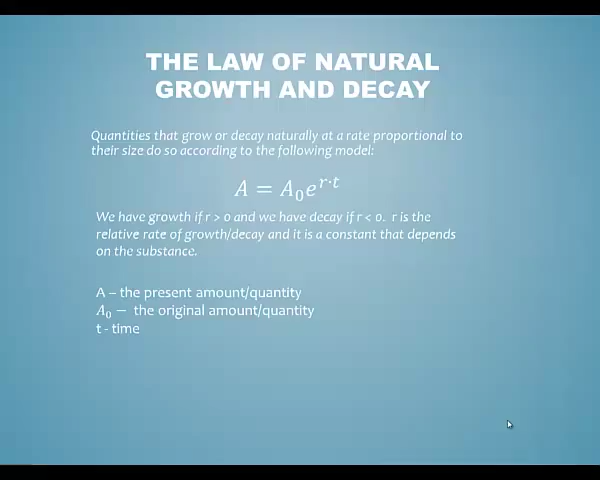 THE LAW OF NATURAL
GROWTH AND DECAY
Quantities that grow or decay naturally at a rate proportional to
their size do so according to the following model:
A = A₀e^{r·t}
We have growth if r > 0 and we have decay if r < 0. r is the
relative rate of growth/decay and it is a constant that depends
on the substance.
A – the present amount/quantity
A₀ − the original amount/quantity
t - time